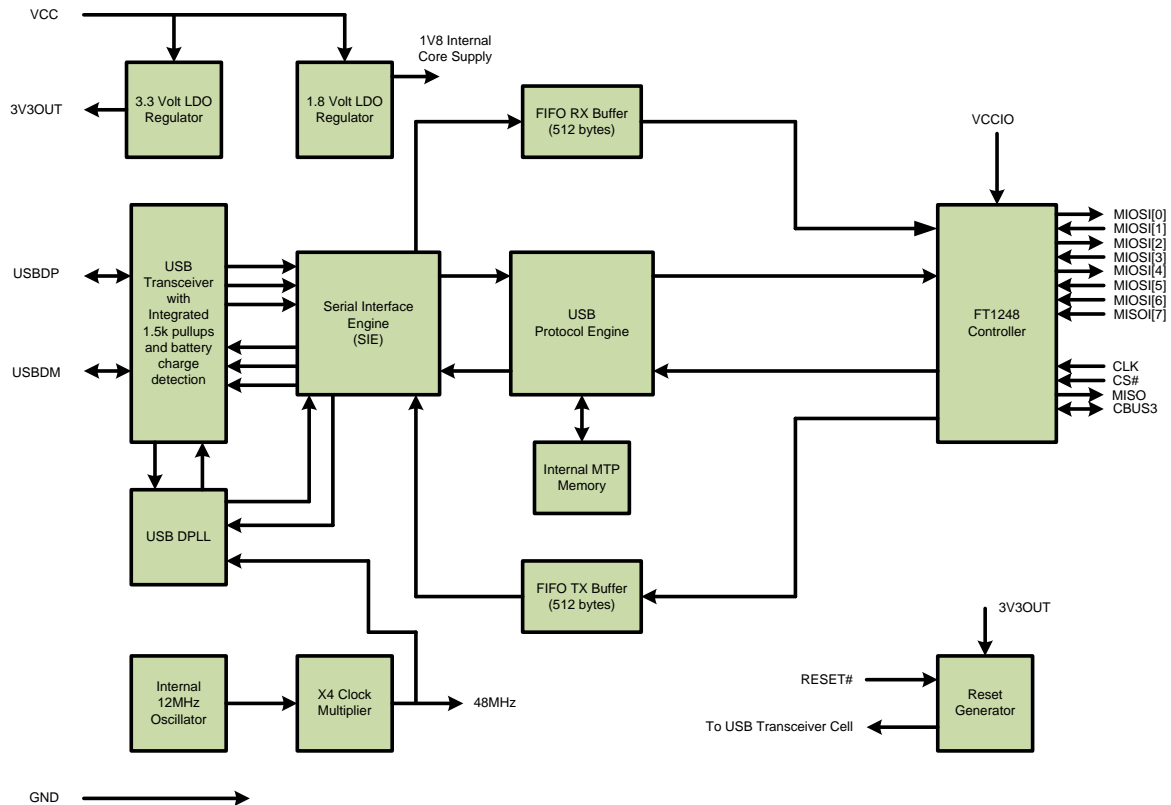 VCC
1V8 Internal
Core Supply
3.3 Volt LDO
Regulator
1.8 Volt LDO
Regulator
3V3OUT
FIFO RX Buffer
(512 bytes)
VCCIO
USBDP
USBDM
USB
Transceiver
with
Integrated
1.5k pullups
and battery
charge
detection
Serial Interface
Engine
(SIE)
USB
Protocol Engine
FT1248
Controller
MIOSI[0]
MIOSI[1]
MIOSI[2]
MIOSI[3]
MIOSI[4]
MIOSI[5]
MIOSI[6]
MISOI[7]
CLK
CS#
MISO
CBUS3
Internal MTP
Memory
USB DPLL
FIFO TX Buffer
(512 bytes)
3V3OUT
Internal
12MHz
Oscillator
X4 Clock
Multiplier
48MHz
RESET#
Reset
Generator
To USB Transceiver Cell
GND